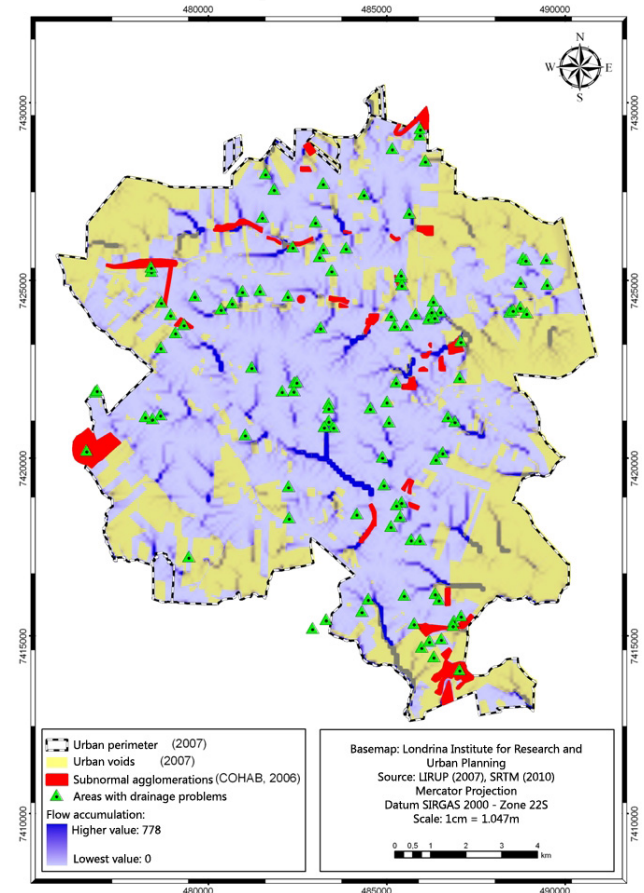 480000 485000 490000
N
W E
S
7430000 7430000
7425000 7425000
7420000 7420000
7415000 7415000
7410000 7410000
Urban perimeter (2007)
Urban voids (2007)
Subnormal agglomerations (COHAB, 2006)
Areas with drainage problems
Flow accumulation:
Higher value: 778
Lowest value: 0
Basemap: Londrina Institute for Research and
Urban Planning
Source: LIRUP (2007), SRTM (2010)
Mercator Projection
Datum SIRGAS 2000 - Zone 22S
Scale: 1cm = 1.047m
0 0,5 1 2 3 4
km
480000 485000 490000